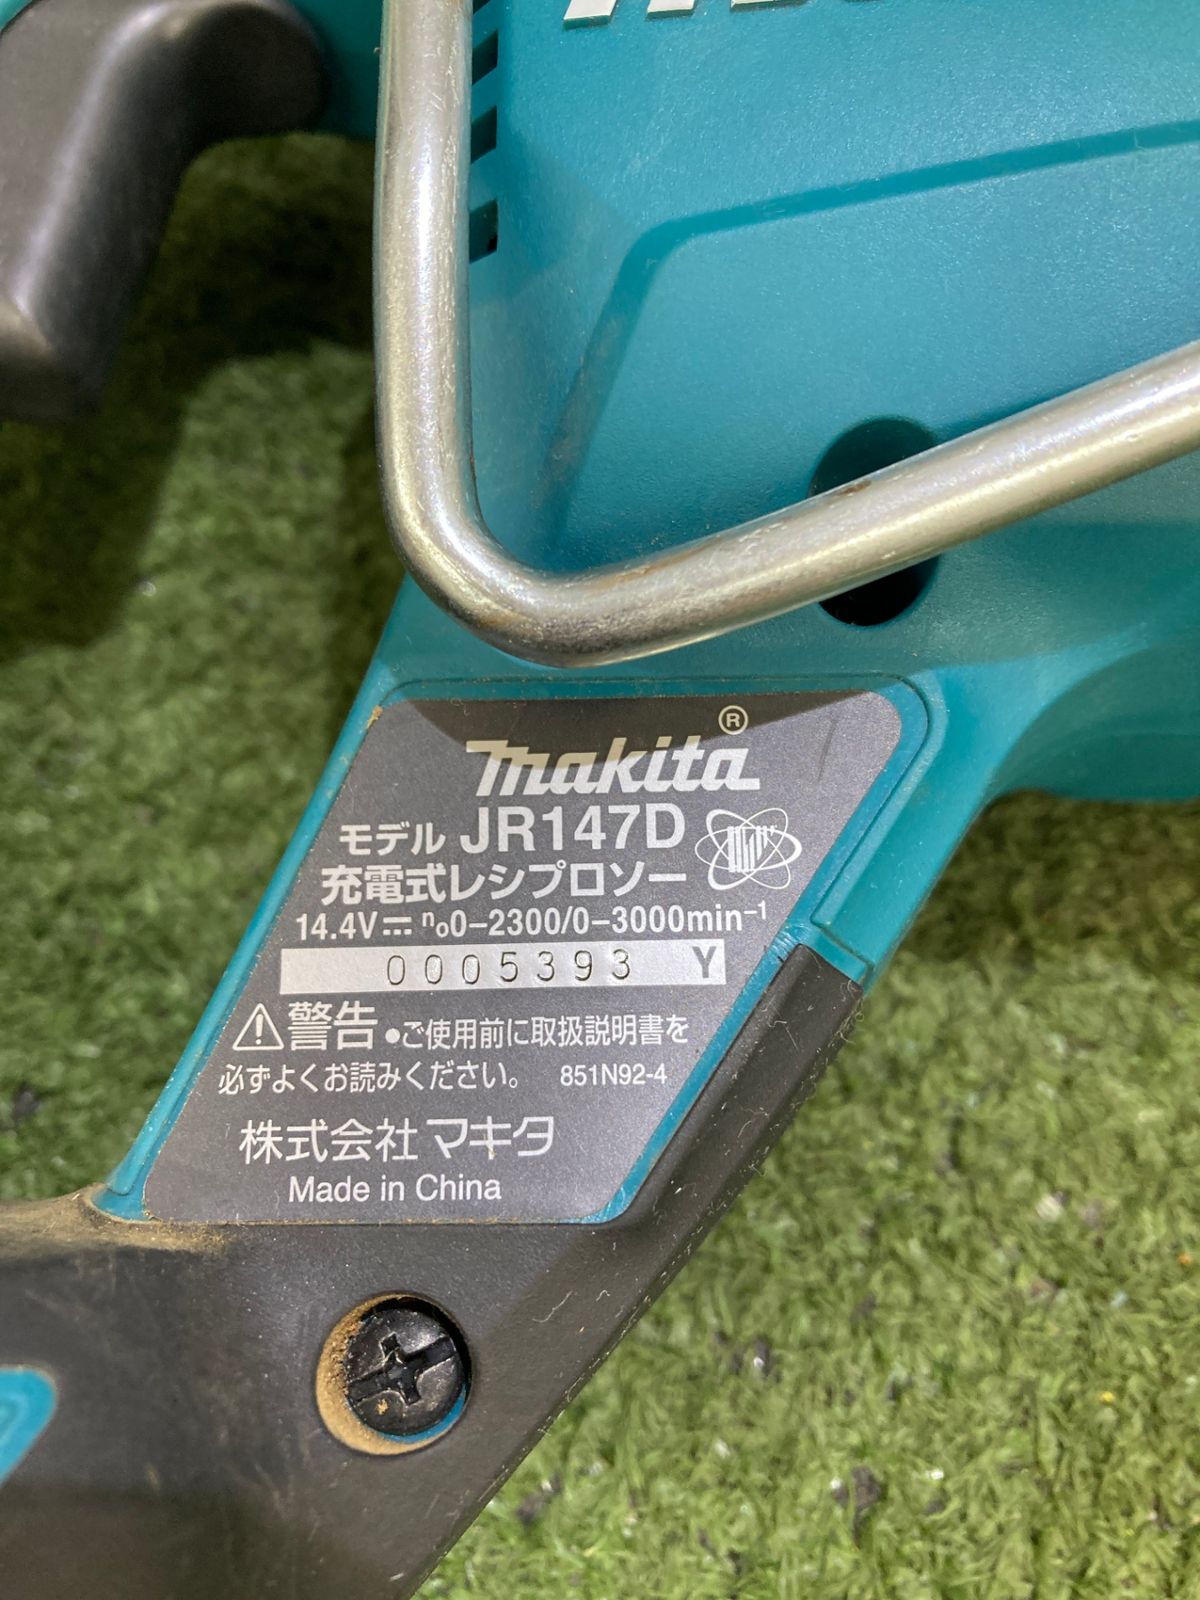 makita®
モデル JR147D
充電式レシプロソー
14.4V⎓ n₀0-2300/0-3000min⁻¹
0005393 Y
⚠警告 ●ご使用前に取扱説明書を
必ずよくお読みください。 851N92-4
株式会社マキタ
Made in China